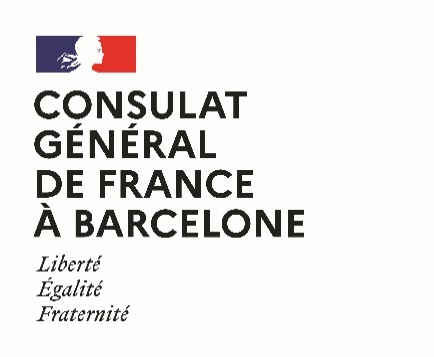 CONSULAT
GÉNÉRAL
DE FRANCE
À BARCELONE
Liberté
Égalité
Fraternité